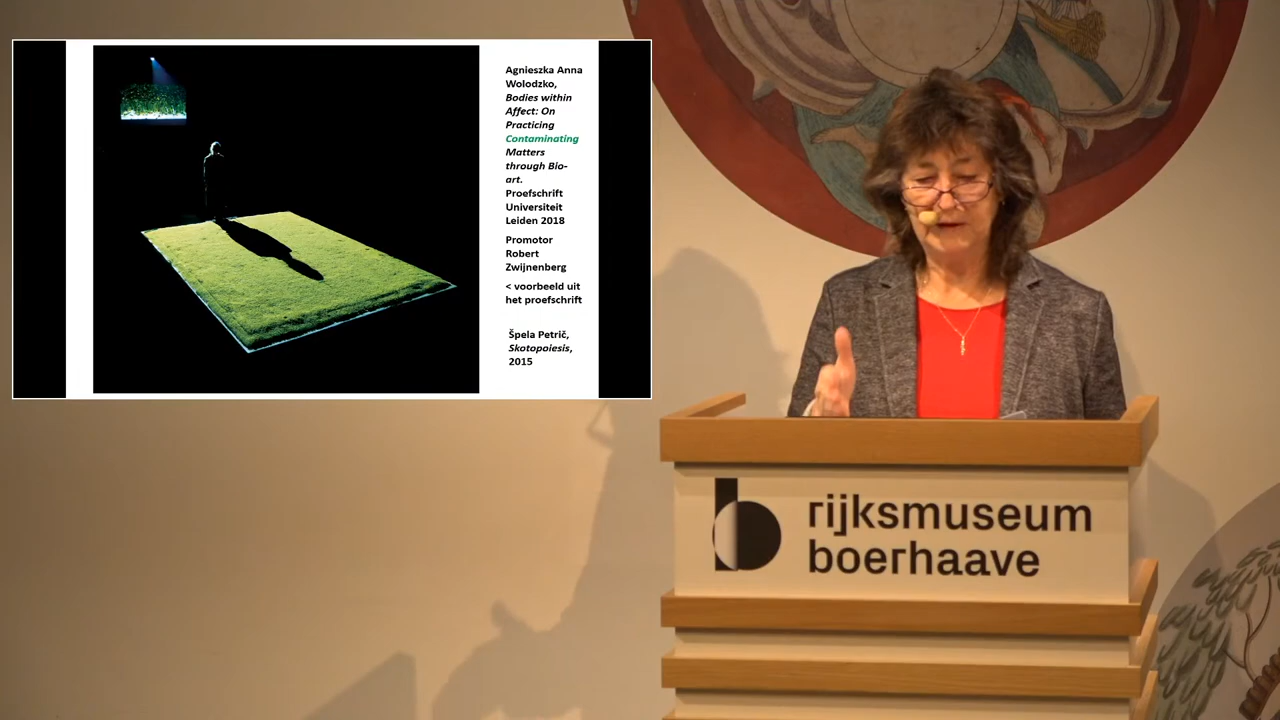 Agnieszka Anna
Wolodzko,
Bodies within
Affect: On
Practicing
Contaminating
Matters
through Bio-
art.
Proefschrift
Universiteit
Leiden 2018
Promotor
Robert
Zwijnenberg
< voorbeeld uit
het proefschrift
Špela Petrič,
Skotopoiesis,
2015
rijksmuseum
boerhaave